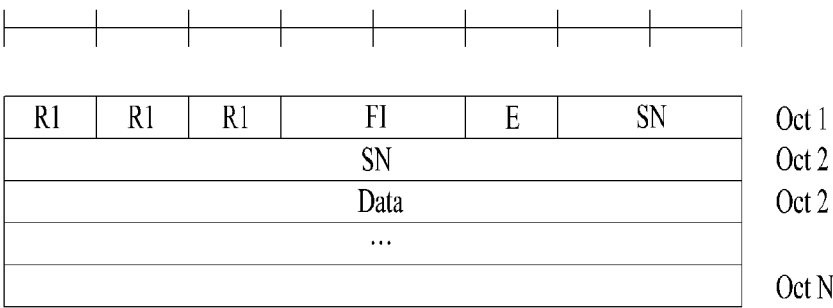 R1 R1 R1 FI E SN Oct 1
SN Oct 2
Data Oct 2
...
Oct N